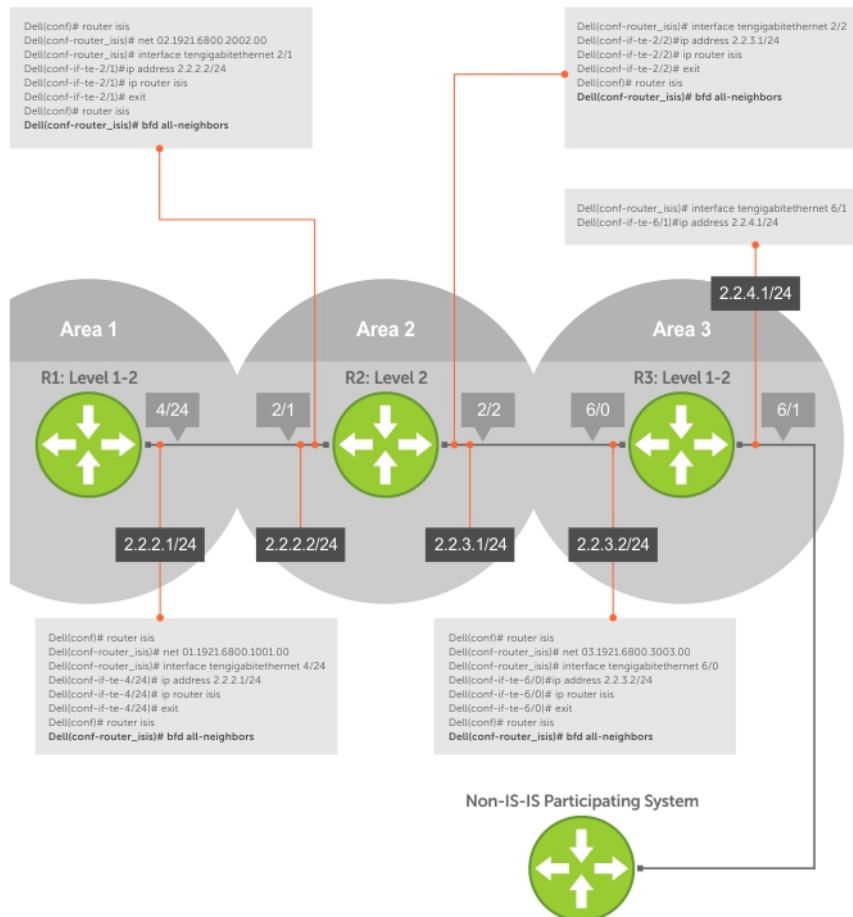 Dell(conf)# router isis
Dell(conf-router_isis)# net 02.1921.6800.2002.00
Dell(conf-router_isis)# interface tengigabitethernet 2/1
Dell(conf-if-te-2/1)#ip address 2.2.2.2/24
Dell(conf-if-te-2/1)# ip router isis
Dell(conf-if-te-2/1)# exit
Dell(conf)# router isis
Dell(conf-router_isis)# bfd all-neighbors
Dell(conf-router_isis)# interface tengigabitethernet 2/2
Dell(conf-if-te-2/2)#ip address 2.2.3.1/24
Dell(conf-if-te-2/2)# ip router isis
Dell(conf-if-te-2/2)# exit
Dell(conf)# router isis
Dell(conf-router_isis)# bfd all-neighbors
Dell(conf-router_isis)# interface tengigabitethernet 6/1
Dell(conf-if-te-6/1)#ip address 2.2.4.1/24
2.2.4.1/24
Area 1
Area 2
Area 3
R1: Level 1-2
R2: Level 2
R3: Level 1-2
4/24
2/1
2/2
6/0
6/1
2.2.2.1/24
2.2.2.2/24
2.2.3.1/24
2.2.3.2/24
Dell(conf)# router isis
Dell(conf-router_isis)# net 01.1921.6800.1001.00
Dell(conf-router_isis)# interface tengigabitethernet 4/24
Dell(conf-if-te-4/24)# ip address 2.2.2.1/24
Dell(conf-if-te-4/24)# ip router isis
Dell(conf-if-te-4/24)# exit
Dell(conf)# router isis
Dell(conf-router_isis)# bfd all-neighbors
Dell(conf)# router isis
Dell(conf-router_isis)# net 03.1921.6800.3003.00
Dell(conf-router_isis)# interface tengigabitethernet 6/0
Dell(conf-if-te-6/0)#ip address 2.2.3.2/24
Dell(conf-if-te-6/0)# ip router isis
Dell(conf-if-te-6/0)# exit
Dell(conf)# router isis
Dell(conf-router_isis)# bfd all-neighbors
Non-IS-IS Participating System